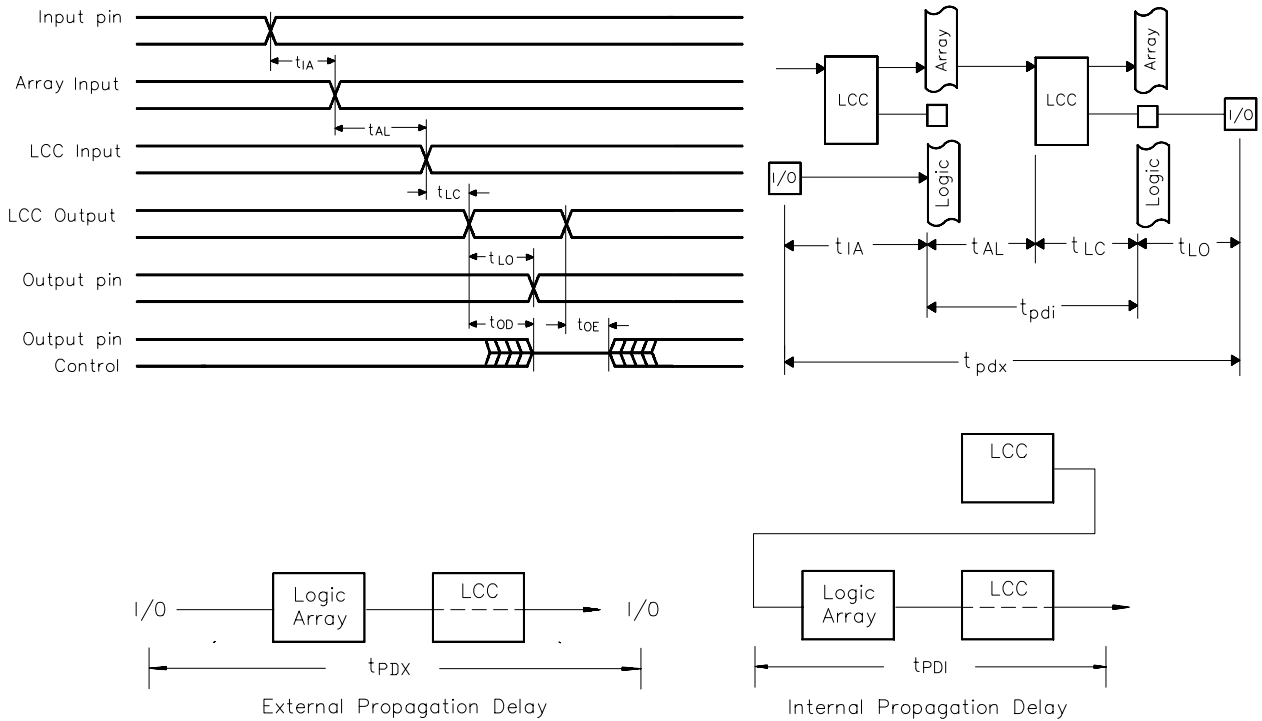 Input pin
tIA
Array Input
tAL
LCC Input
tLC
LCC Output
tLO
Output pin
tOD
tOE
Output pin
Control
Array
Array
LCC
LCC
I/O
I/O
Logic
Logic
tIA
tAL
tLC
tLO
tpdi
tpdx
I/O
Logic
Array
LCC
I/O
tPDX
External Propagation Delay
LCC
Logic
Array
LCC
tPDI
Internal Propagation Delay